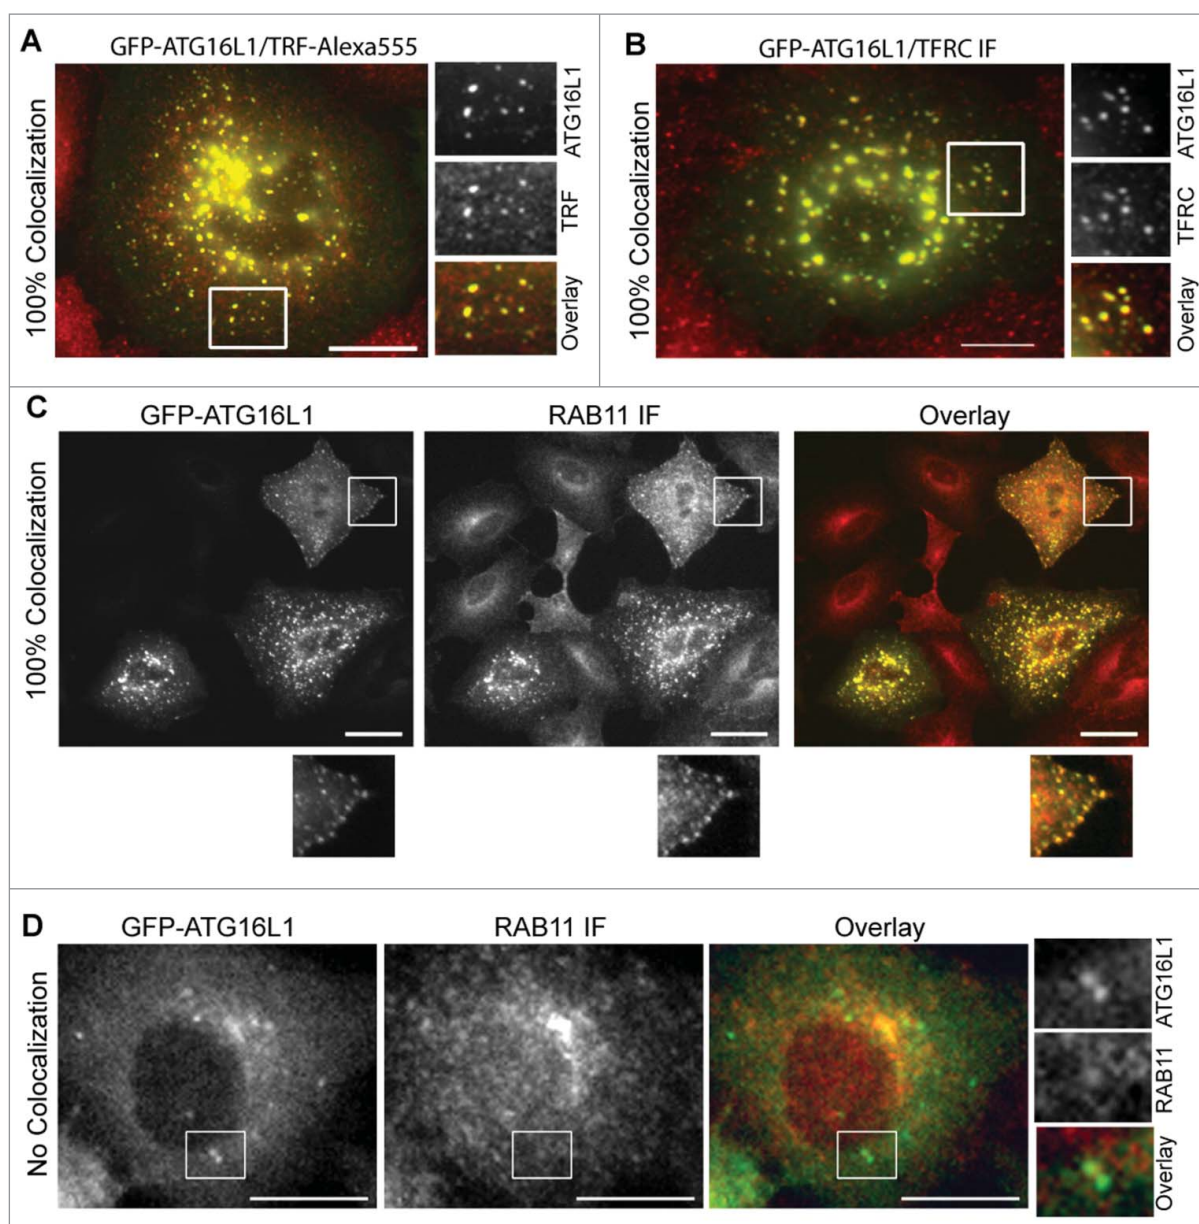 A
GFP-ATG16L1/TRF-Alexa555
100% Colocalization
ATG16L1
TRF
Overlay
B
GFP-ATG16L1/TFRC IF
100% Colocalization
ATG16L1
TFRC
Overlay
C
GFP-ATG16L1
RAB11 IF
Overlay
100% Colocalization
D
GFP-ATG16L1
RAB11 IF
Overlay
No Colocalization
ATG16L1
RAB11
Overlay